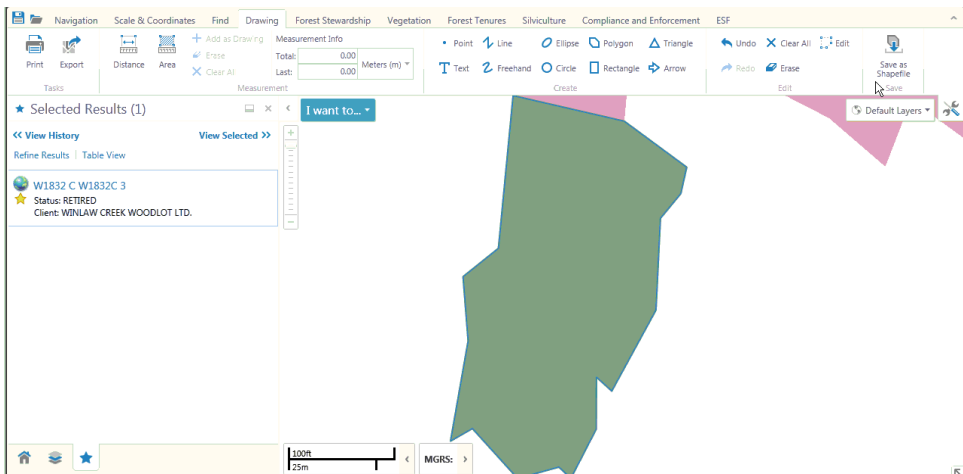 Navigation Scale & Coordinates Find Drawing Forest Stewardship Vegetation Forest Tenures Silviculture Compliance and Enforcement ESF
Print
Export
Tasks
Distance
Area
Add as Drawing
Erase
Clear All
Measurement Info
Total: 0.00
Last: 0.00
Meters (m)
Measurement
Point Line Ellipse Polygon Triangle
Text Freehand Circle Rectangle Arrow
Create
Undo Clear All Edit
Redo Erase
Edit
Save as
Shapefile
Save
Selected Results (1)
<< View History View Selected >>
Refine Results | Table View
W1832 C W1832C 3
Status: RETIRED
Client: WINLAW CREEK WOODLOT LTD.
I want to...
Default Layers
100ft
25m
MGRS: